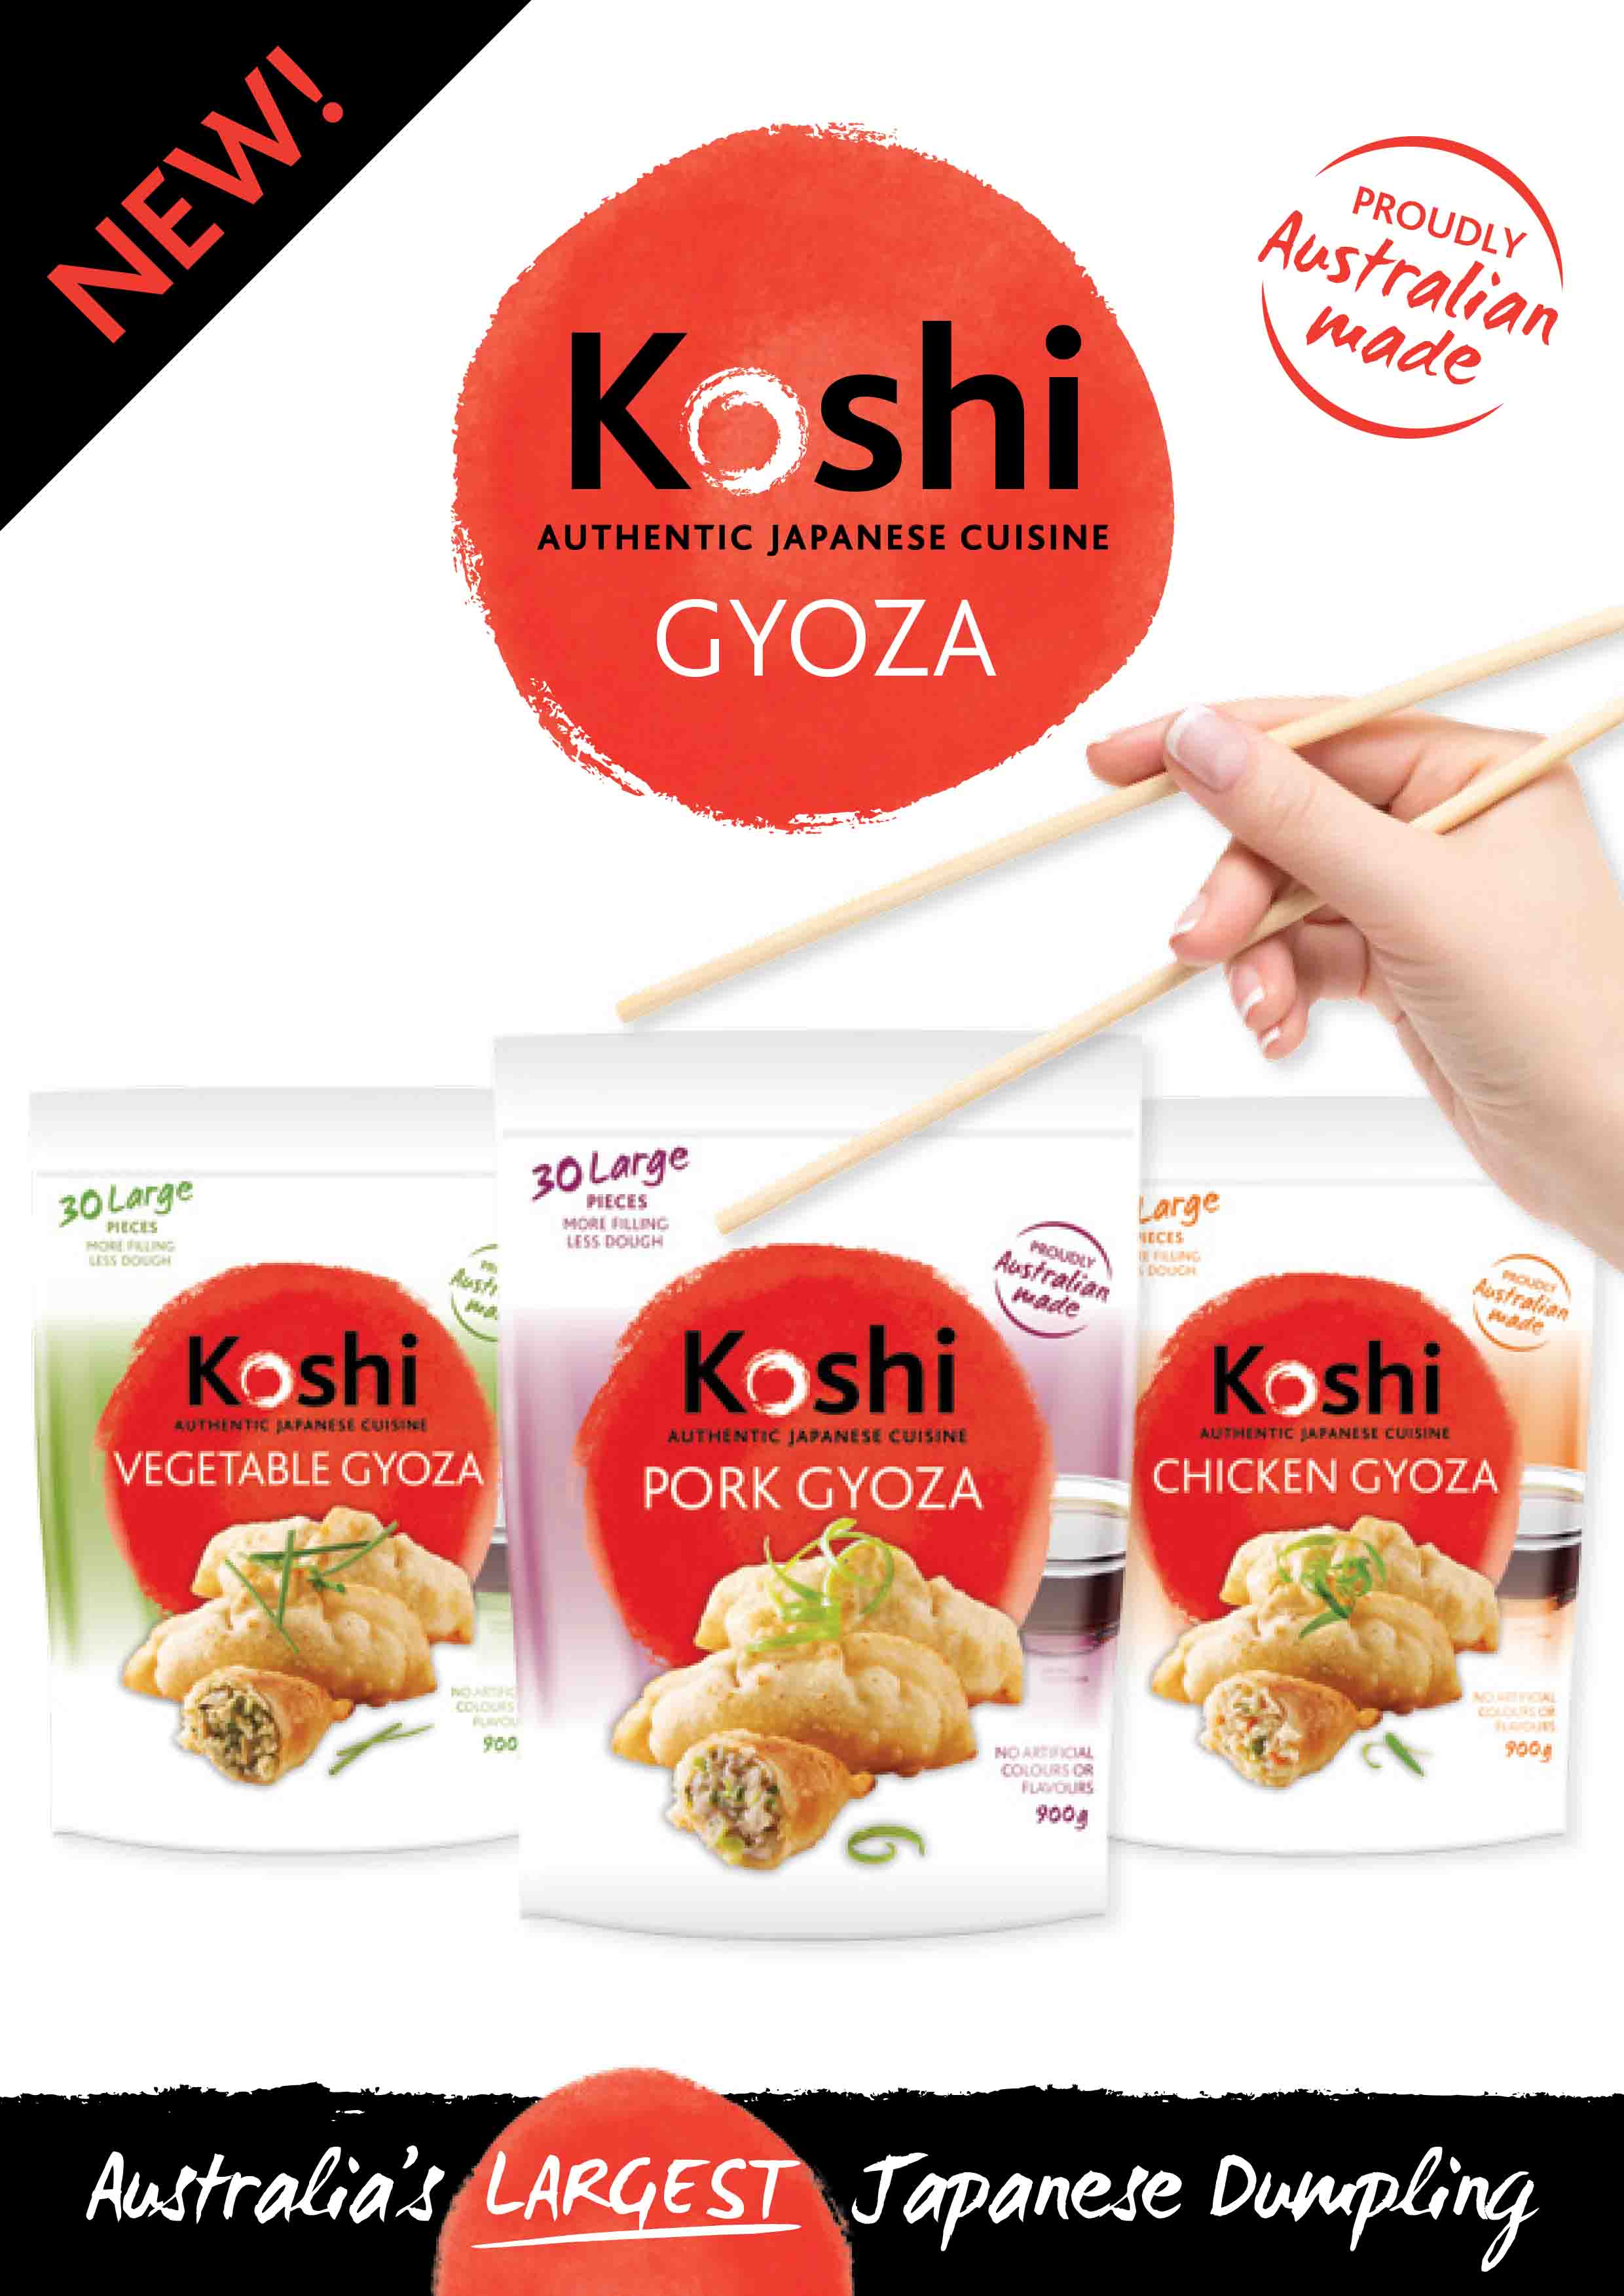 NEW!
PROUDLY
Australian
made
Koshi
AUTHENTIC JAPANESE CUISINE
GYOZA
30 Large
PIECES
MORE FILLING
LESS DOUGH
Koshi
AUTHENTIC JAPANESE CUISINE
VEGETABLE GYOZA
900
30 Large
PIECES
MORE FILLING
LESS DOUGH
PROUDLY
Australian
made
Koshi
AUTHENTIC JAPANESE CUISINE
PORK GYOZA
NO ARTIFICIAL
COLOURS OR
FLAVOURS
900g
Large
PROUDLY
Australian
made
Koshi
AUTHENTIC JAPANESE CUISINE
CHICKEN GYOZA
NO ARTIFICIAL
COLOURS OR
FLAVOURS
900g
Australia's LARGEST Japanese Dumpling